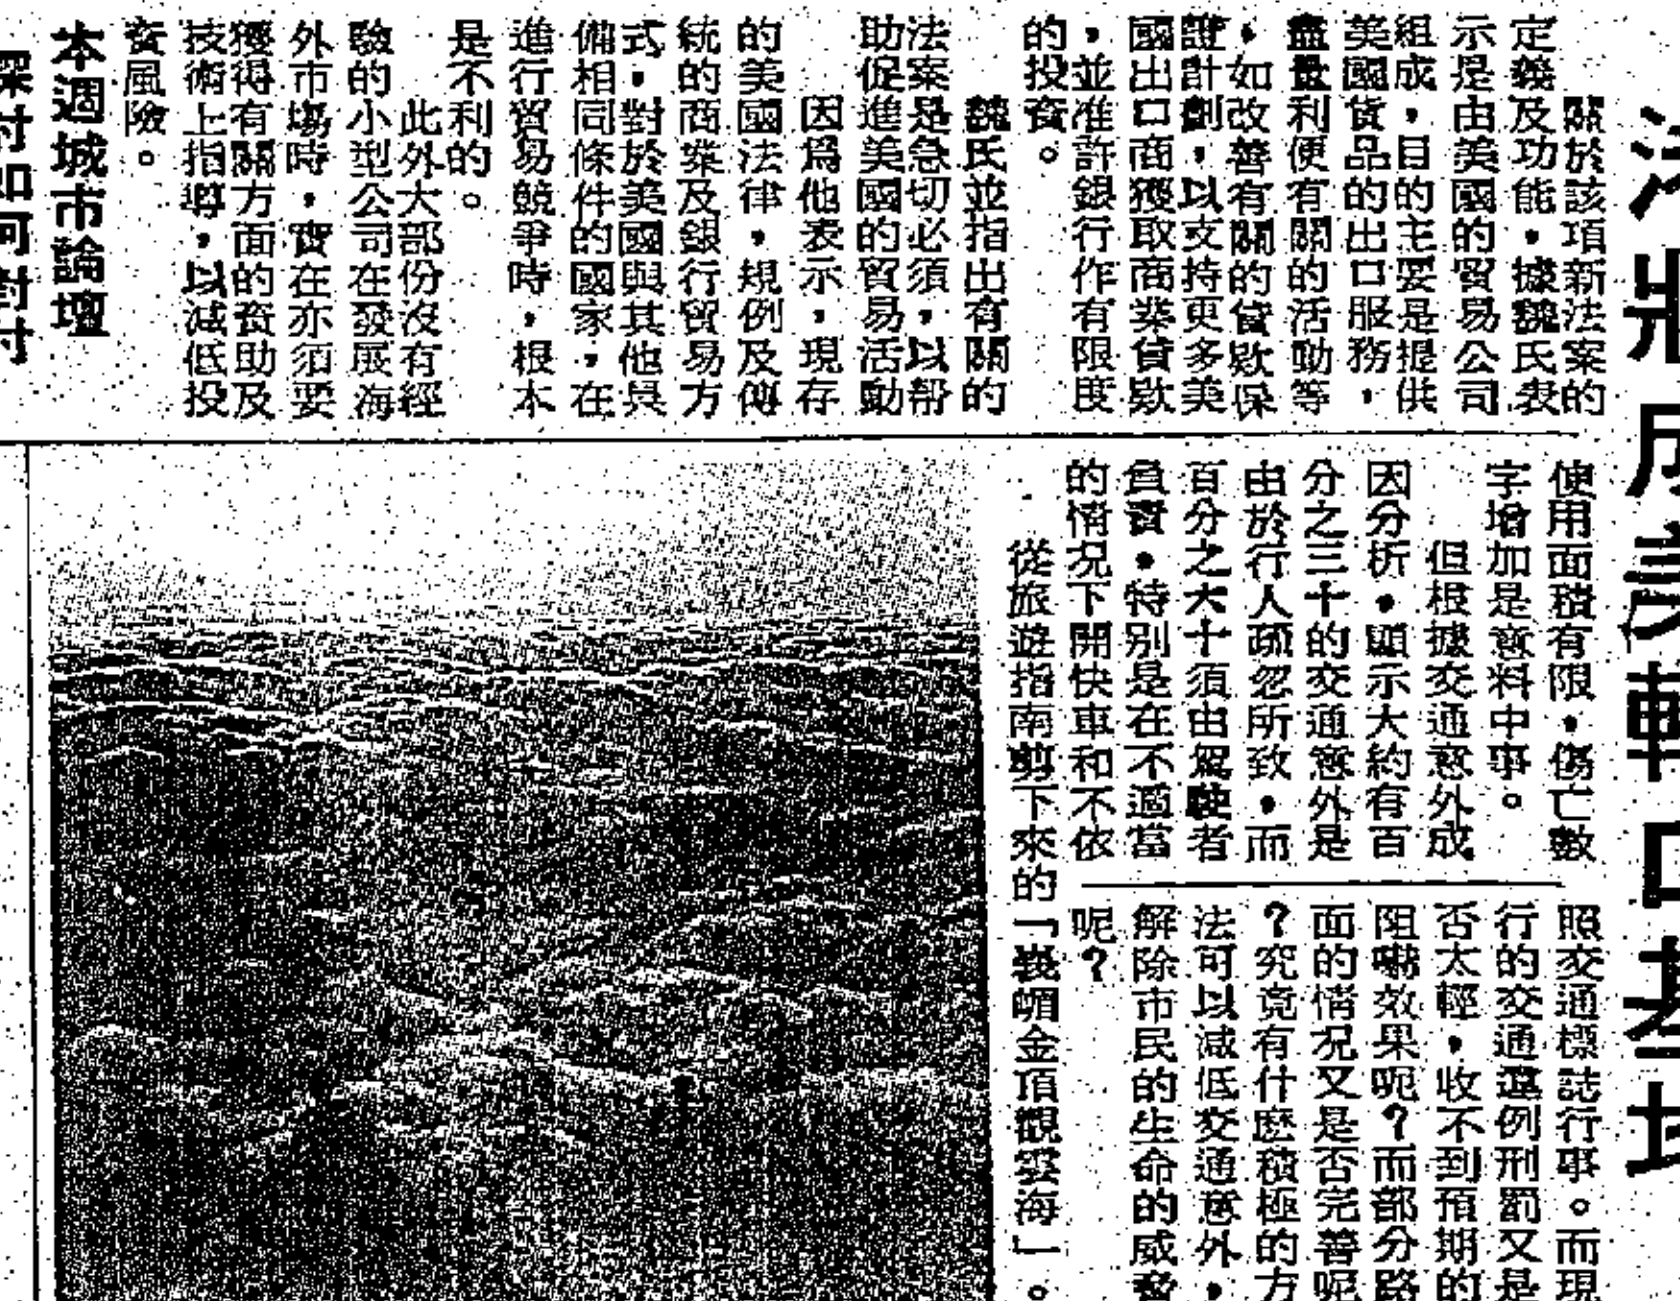 關於該項新法案的
定義及功能，據魏氏表
示是由美國的貿易公司
組成，目的主要是提供
美國貨品的出口服務，
盡量利便有關的活動等
，如改善有關的貸款保
證計劃，以支持更多美
國出口商獲取商業貸款
，並准許銀行作有限度
的投資。
魏氏並指出有關的
法案是急切必須，以幫
助促進美國的貿易活動
因爲他表示，現存
的美國法律，規例及傳
統的商業及銀行貿易方
式，對於美國與其他具
備相同條件的國家，在
進行貿易競爭時，根本
是不利的。
此外大部份沒有經
驗的小型公司在發展海
外市場時，實在亦須要
獲得有關方面的資助及
技術上指導，以減低投
資風險。
本週城市論壇
探討如何對付
使用面積有限，傷亡數
字增加是意料中事。
但根據交通意外成
因分析，顯示大約有百
分之三十的交通意外是
由於行人疏忽所致，而
百分之六十須由駕駛者
負責，特別是在不適當
的情況下開快車和不依
照交通標誌行事。而現
行的交通違例刑罰又是
否太輕，收不到預期的
阻嚇效果呢？而部分路
面的情况又是否完善呢
？究竟有什麽積極的方
法可以減低交通意外，
解除市民的生命的威脅
呢？
從旅遊指南剪下來的「峩嵋金頂觀雲海」。